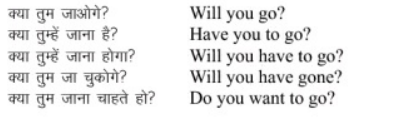 क्या तुम जाओगे? Will you go?
क्या तुम्हें जाना है? Have you to go?
क्या तुम्हें जाना होगा? Will you have to go?
क्या तुम जा चुकोगे? Will you have gone?
क्या तुम जाना चाहते हो? Do you want to go?